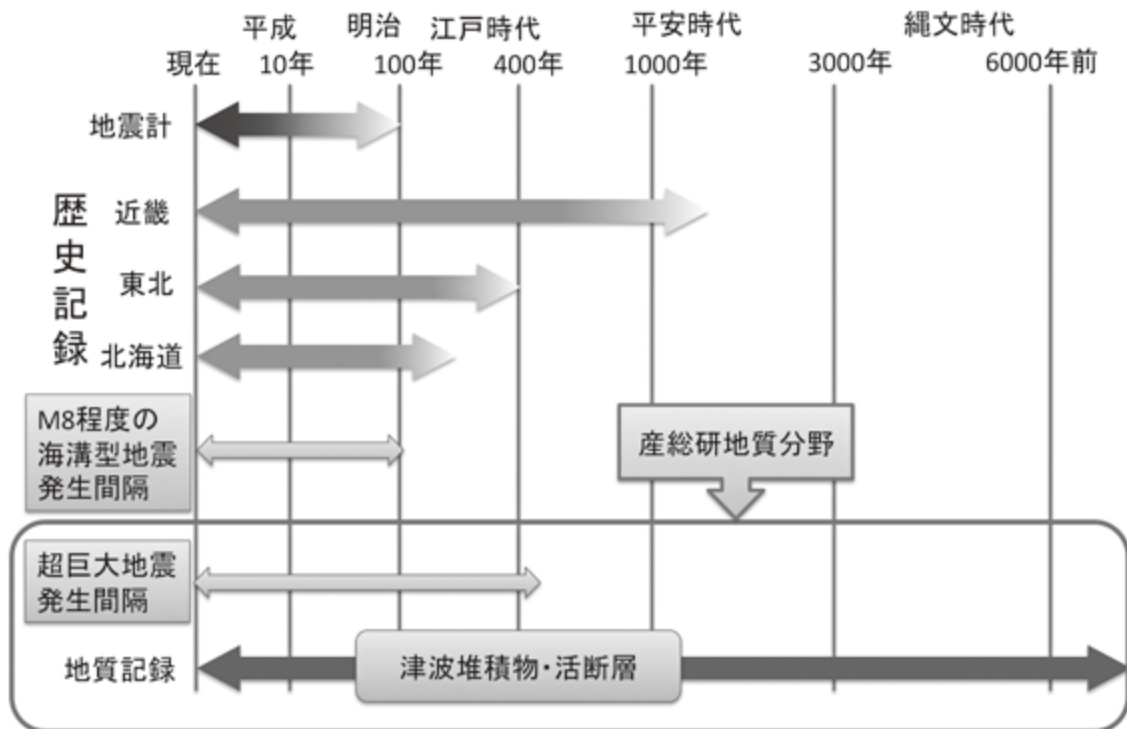 平成 明治 江戸時代 平安時代 縄文時代
現在 10年 100年 400年 1000年 3000年 6000年前
地震計
歴史記録
近畿
東北
北海道
M8程度の
海溝型地震
発生間隔
産総研地質分野
超巨大地震
発生間隔
地質記録
津波堆積物・活断層